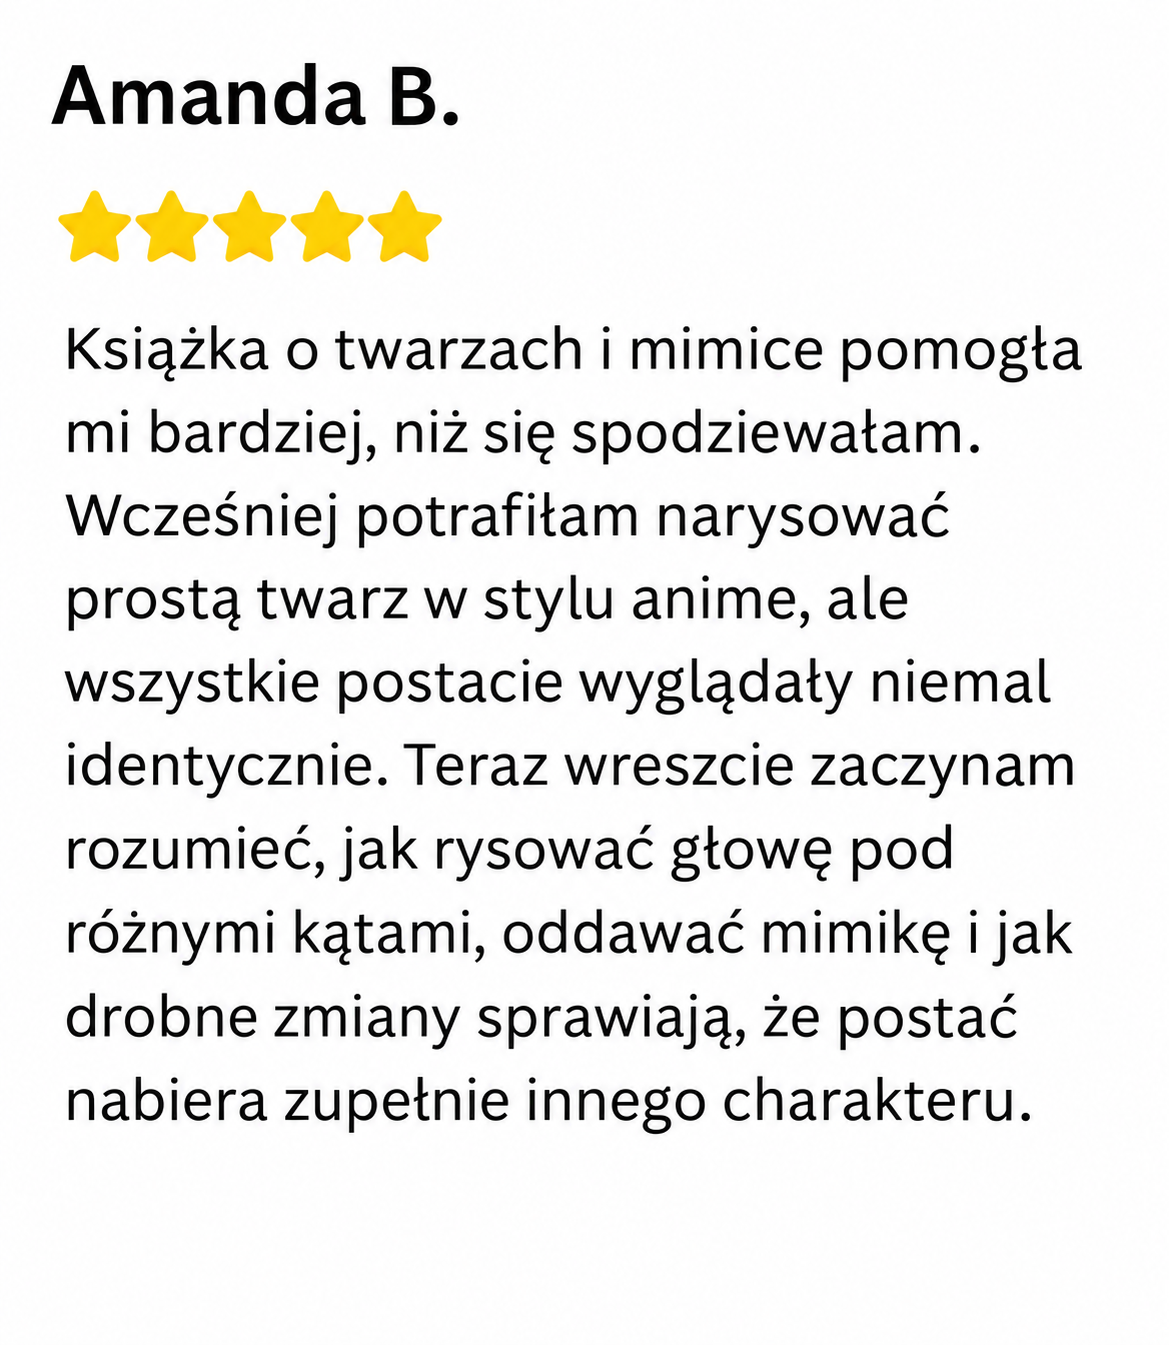 Amanda B.
Książka o twarzach i mimice pomogła
mi bardziej, niż się spodziewałam.
Wcześniej potrafiłam narysować
prostą twarz w stylu anime, ale
wszystkie postacie wyglądały niemal
identycznie. Teraz wreszcie zaczynam
rozumieć, jak rysować głowę pod
różnymi kątami, oddawać mimikę i jak
drobne zmiany sprawiają, że postać
nabiera zupełnie innego charakteru.